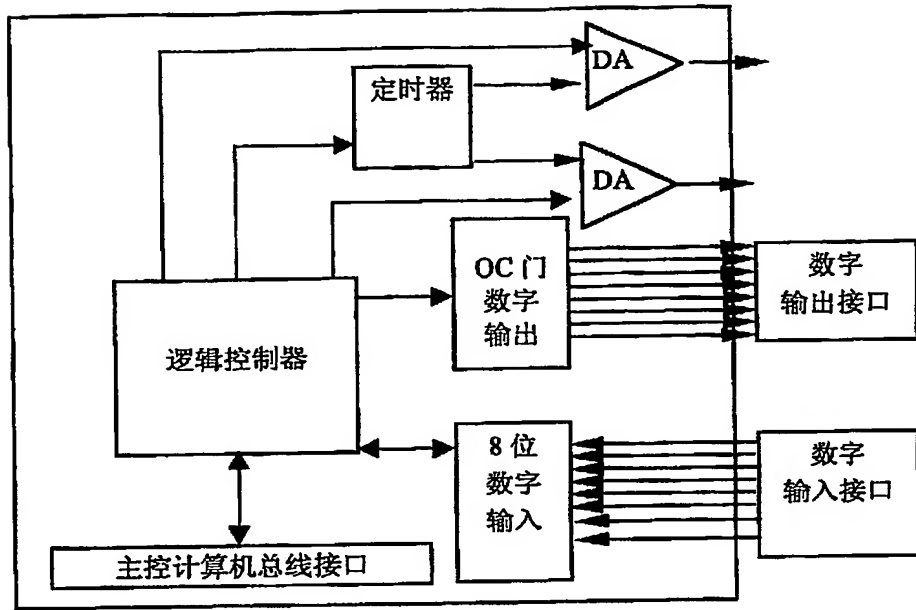 DA
定时器
DA
OC 门
数字
输出
数字
输出接口
逻辑控制器
8 位
数字
输入
数字
输入接口
主控计算机总线接口